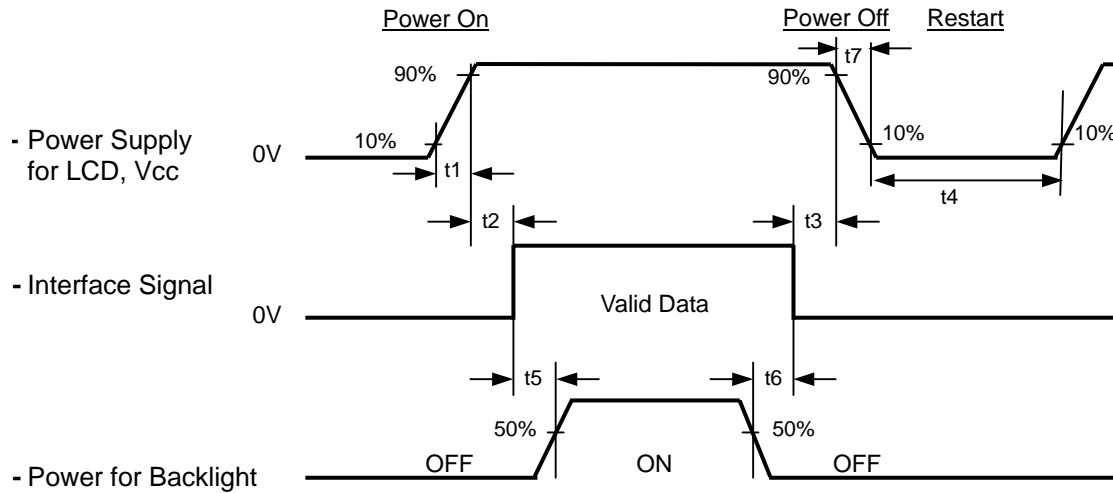 Power On
Power Off
Restart
t7
90%
90%
10%
10%
10%
- Power Supply
for LCD, Vcc
0V
t1
t4
t2
t3
- Interface Signal
0V
Valid Data
t5
t6
50%
50%
- Power for Backlight
OFF
ON
OFF